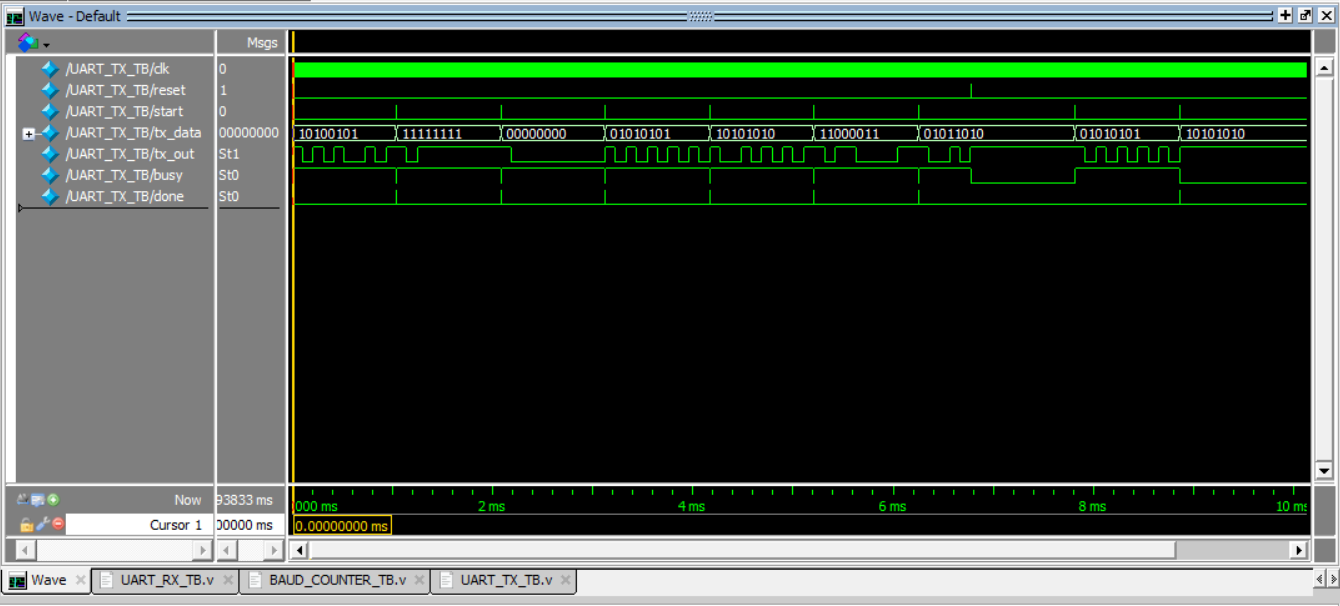 Wave - Default
Msgs
/UART_TX_TB/clk 0
/UART_TX_TB/reset 1
/UART_TX_TB/start 0
/UART_TX_TB/tx_data 00000000 10100101 11111111 00000000 01010101 10101010 11000011 01011010 01010101 10101010
/UART_TX_TB/tx_out St1
/UART_TX_TB/busy St0
/UART_TX_TB/done St0
Now 93833 ms 000 ms 2 ms 4 ms 6 ms 8 ms 10 ms
Cursor 1 00000 ms 0.00000000 ms
Wave UART_RX_TB.v BAUD_COUNTER_TB.v UART_TX_TB.v